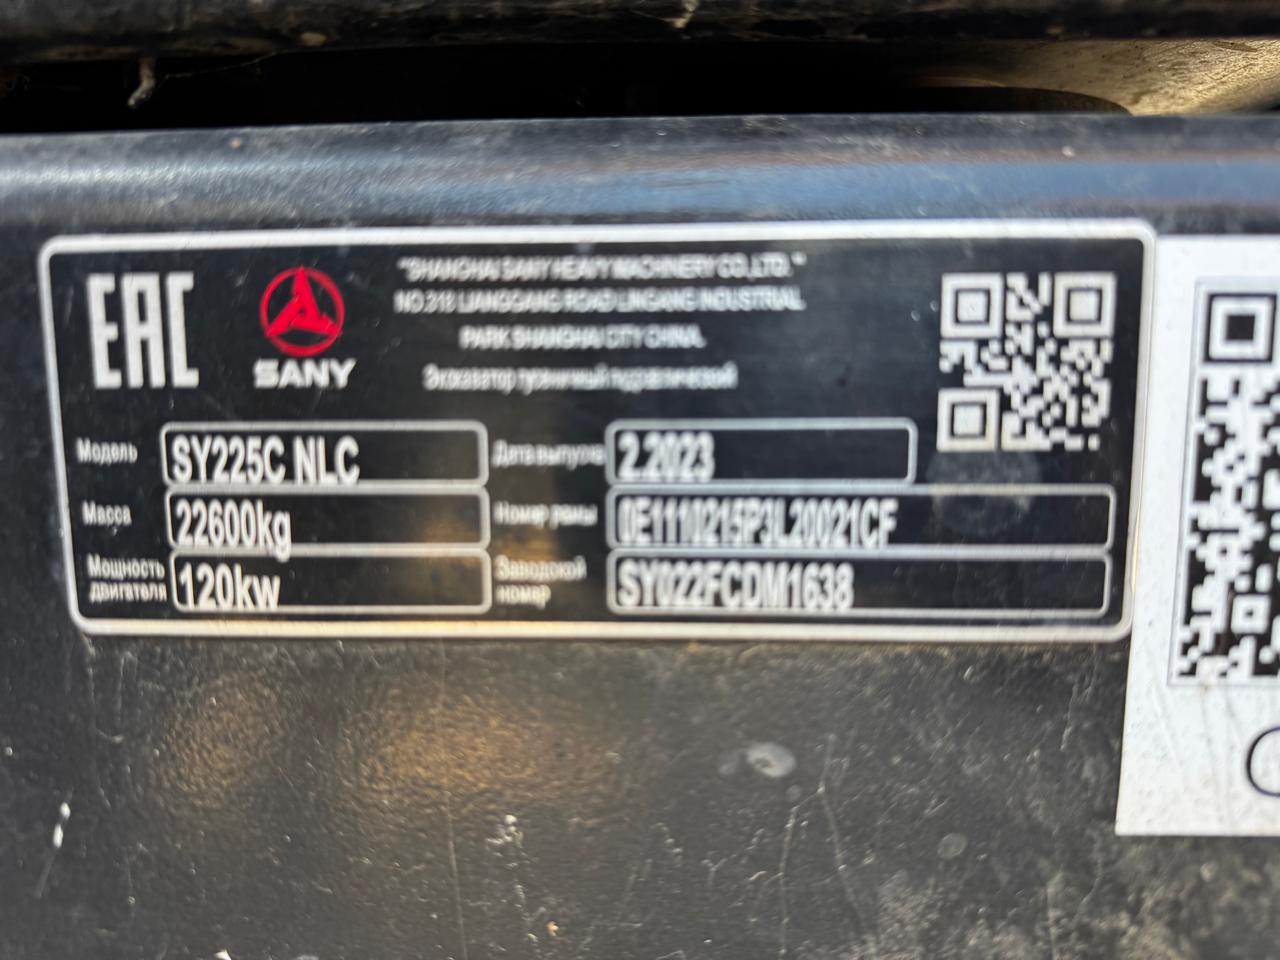 EAC
SANY
"SHANGHAI SANY HEAVY MACHINERY CO.,LTD."
NO.318 LIANGGANG ROAD LINGANG INDUSTRIAL
PARK SHANGHAI CITY CHINA.
Экскаватор гусеничный гидравлический
Модель SY225C NLC Дата выпуска 2.2023
Масса 22600kg Номер рамы 0E1110215P3L20021CF
Мощность двигателя 120kw Заводской номер SY022FCDM1638